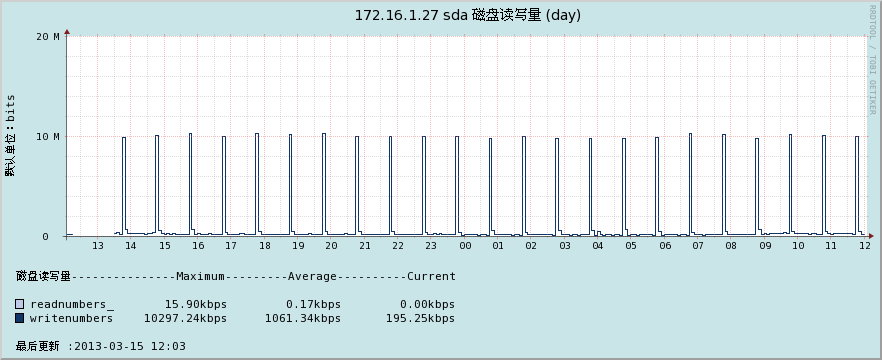 172.16.1.27 sda 磁盘读写量 (day)
RRDTOOL / TOBI OETIKER
默认单位：bits
20 M
10 M
0
13 14 15 16 17 18 19 20 21 22 23 00 01 02 03 04 05 06 07 08 09 10 11 12
磁盘读写量---------------Maximum---------Average----------Current
readnumbers_ 15.90kbps 0.17kbps 0.00kbps
writenumbers 10297.24kbps 1061.34kbps 195.25kbps
最后更新 :2013-03-15 12:03